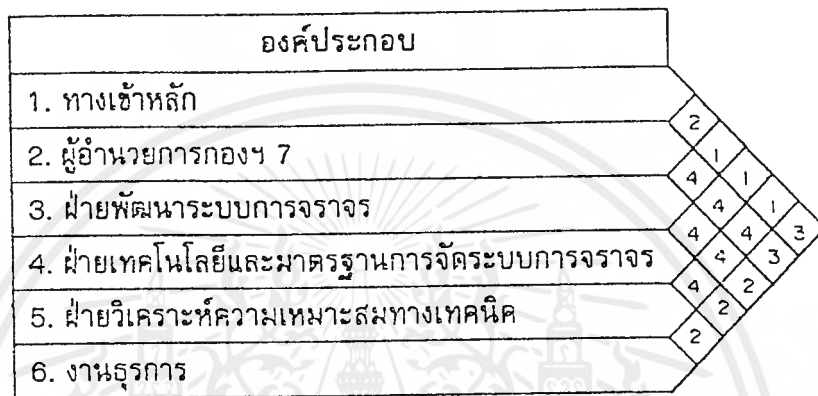 องค์ประกอบ
1. ทางเข้าหลัก
2
2. ผู้อำนวยการกองฯ 7
1
4 1
3. ฝ่ายพัฒนาระบบการจราจร
4 1
4 4 3
4. ฝ่ายเทคโนโลยีและมาตรฐานการจัดระบบการจราจร
4 3
4 2
5. ฝ่ายวิเคราะห์ความเหมาะสมทางเทคนิค
2
2
6. งานธุรการ